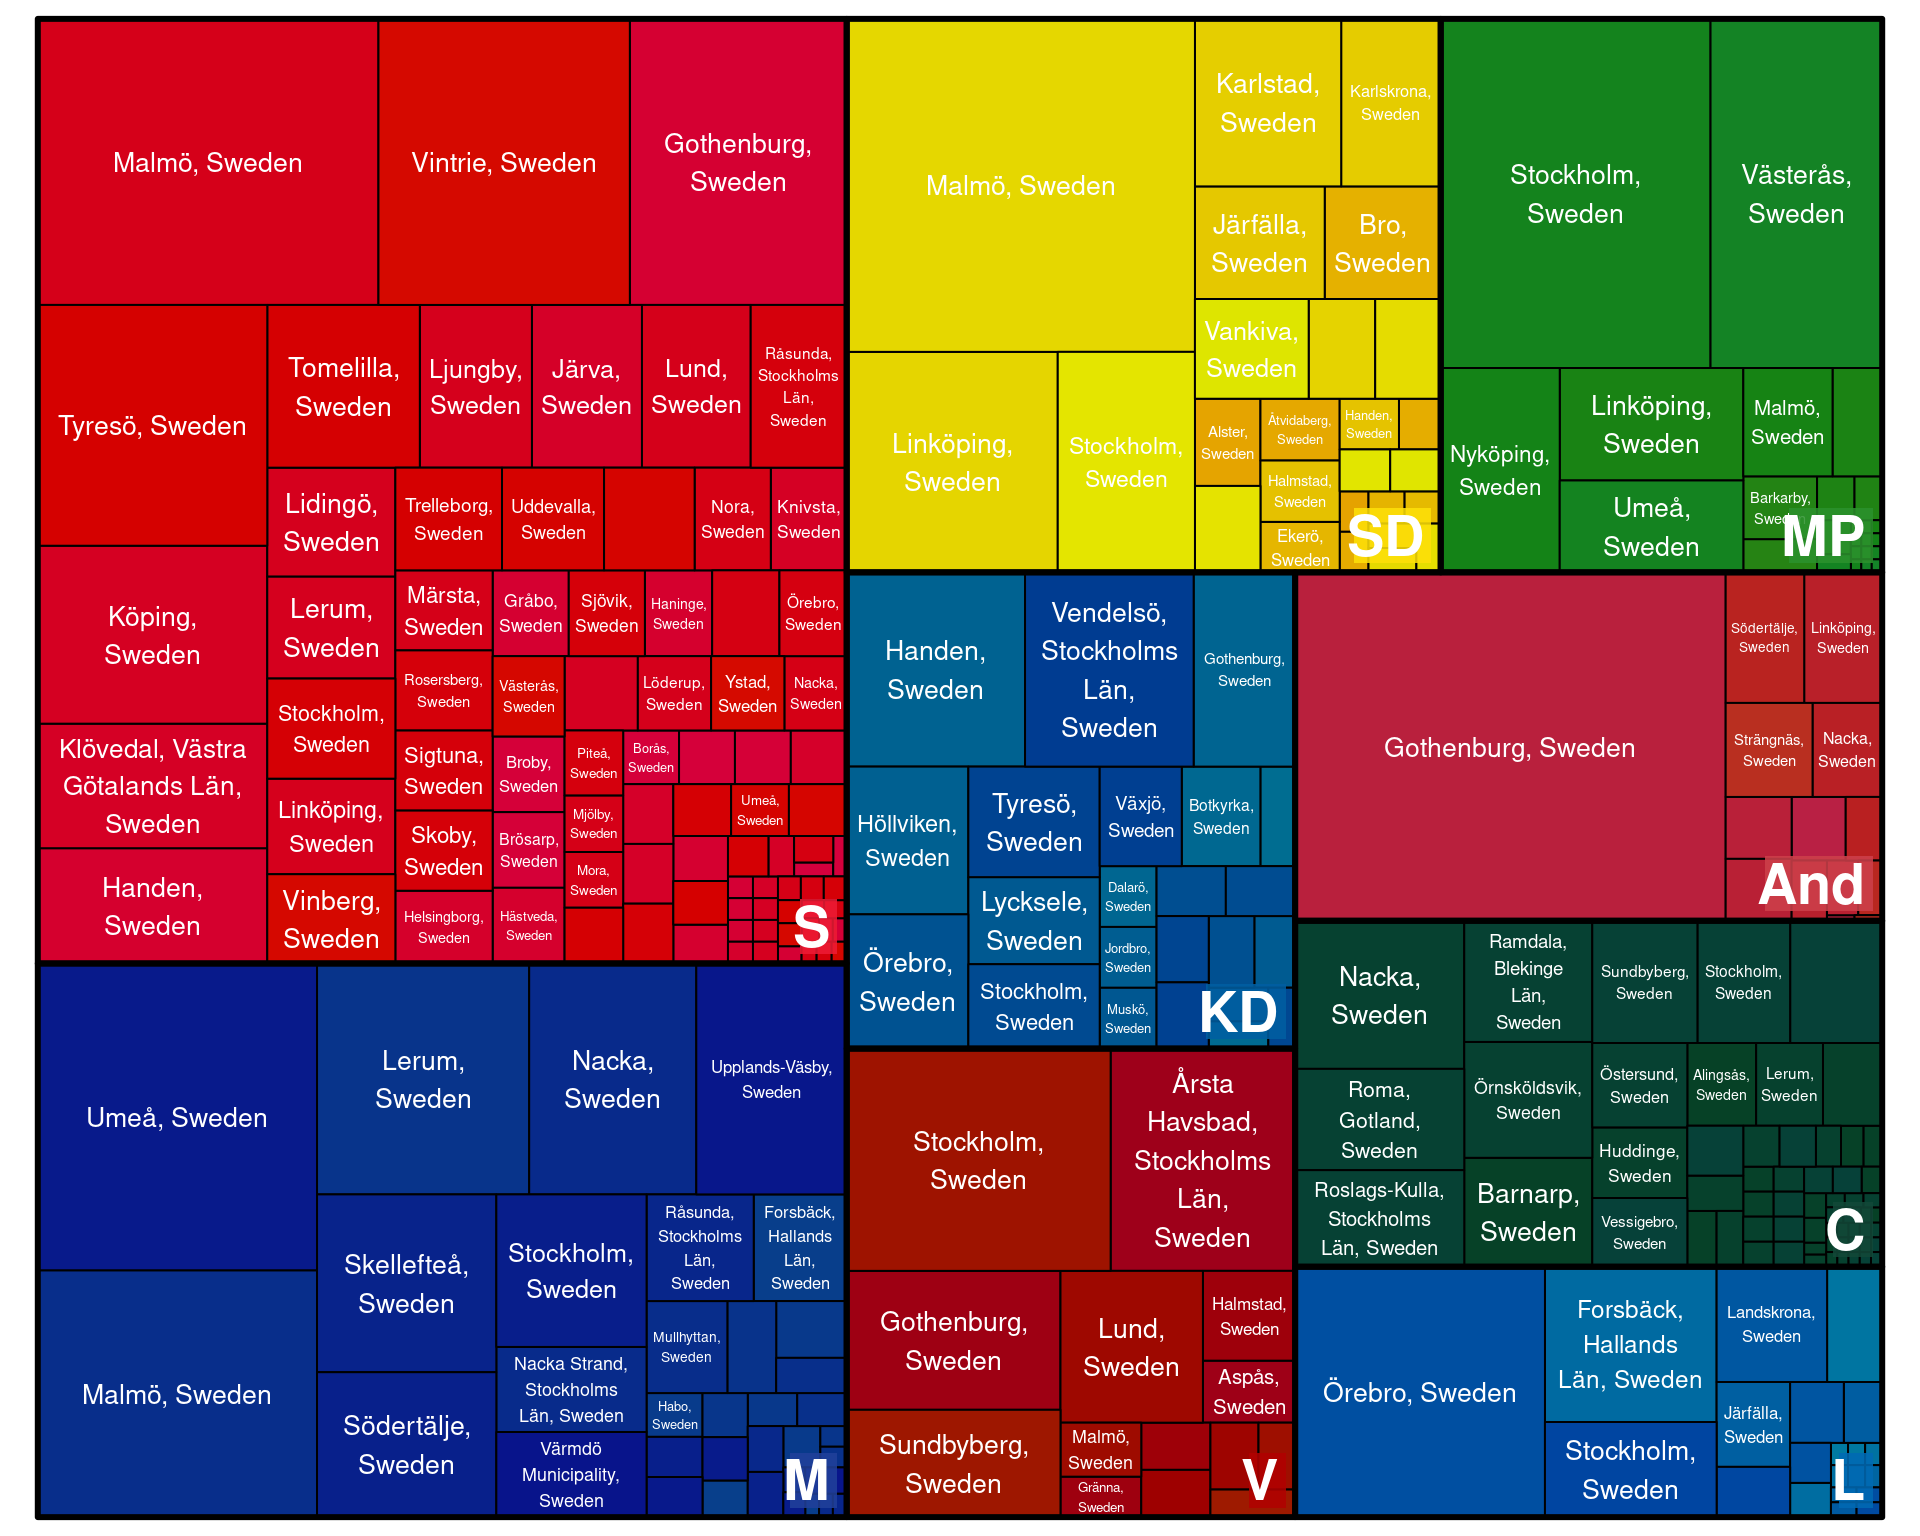 Malmö, Sweden
Vintrie, Sweden
Gothenburg,
Sweden
Tyresö, Sweden
Tomelilla,
Sweden
Ljungby,
Sweden
Järva,
Sweden
Lund,
Sweden
Råsunda,
Stockholms
Län,
Sweden
Lidingö,
Sweden
Trelleborg,
Sweden
Uddevalla,
Sweden
Nora,
Sweden
Knivsta,
Sweden
Köping,
Sweden
Lerum,
Sweden
Märsta,
Sweden
Gråbo,
Sweden
Sjövik,
Sweden
Haninge,
Sweden
Örebro,
Sweden
Rosersberg,
Sweden
Västerås,
Sweden
Löderup,
Sweden
Ystad,
Sweden
Nacka,
Sweden
Stockholm,
Sweden
Klövedal, Västra
Götalands Län,
Sweden
Sigtuna,
Sweden
Broby,
Sweden
Piteå,
Sweden
Borås,
Sweden
Linköping,
Sweden
Mjölby,
Sweden
Umeå,
Sweden
Skoby,
Sweden
Brösarp,
Sweden
Mora,
Sweden
Handen,
Sweden
Vinberg,
Sweden
Helsingborg,
Sweden
Hästveda,
Sweden
S
Umeå, Sweden
Lerum,
Sweden
Nacka,
Sweden
Upplands-Väsby,
Sweden
Malmö, Sweden
Skellefteå,
Sweden
Stockholm,
Sweden
Råsunda,
Stockholms
Län,
Sweden
Forsbäck,
Hallands
Län,
Sweden
Mullhyttan,
Sweden
Södertälje,
Sweden
Nacka Strand,
Stockholms
Län, Sweden
Habo,
Sweden
Värmdö
Municipality,
Sweden
M
Malmö, Sweden
Karlstad,
Sweden
Karlskrona,
Sweden
Järfälla,
Sweden
Bro,
Sweden
Vankiva,
Sweden
Linköping,
Sweden
Stockholm,
Sweden
Alster,
Sweden
Åtvidaberg,
Sweden
Handen,
Sweden
Halmstad,
Sweden
Ekerö,
Sweden
SD
Stockholm,
Sweden
Västerås,
Sweden
Nyköping,
Sweden
Linköping,
Sweden
Malmö,
Sweden
Umeå,
Sweden
Barkarby,
Sweden
MP
Handen,
Sweden
Vendelsö,
Stockholms
Län,
Sweden
Gothenburg,
Sweden
Höllviken,
Sweden
Tyresö,
Sweden
Växjö,
Sweden
Botkyrka,
Sweden
Lycksele,
Sweden
Dalarö,
Sweden
Örebro,
Sweden
Stockholm,
Sweden
Jordbro,
Sweden
Muskö,
Sweden
KD
Gothenburg, Sweden
Södertälje,
Sweden
Linköping,
Sweden
Strängnäs,
Sweden
Nacka,
Sweden
And
Nacka,
Sweden
Ramdala,
Blekinge
Län,
Sweden
Sundbyberg,
Sweden
Stockholm,
Sweden
Roma,
Gotland,
Sweden
Örnsköldsvik,
Sweden
Östersund,
Sweden
Alingsås,
Sweden
Lerum,
Sweden
Huddinge,
Sweden
Roslags-Kulla,
Stockholms
Län, Sweden
Barnarp,
Sweden
Vessigebro,
Sweden
C
Stockholm,
Sweden
Årsta
Havsbad,
Stockholms
Län,
Sweden
Gothenburg,
Sweden
Lund,
Sweden
Halmstad,
Sweden
Aspås,
Sweden
Sundbyberg,
Sweden
Malmö,
Sweden
Gränna,
Sweden
V
Örebro, Sweden
Forsbäck,
Hallands
Län, Sweden
Landskrona,
Sweden
Stockholm,
Sweden
Järfälla,
Sweden
L